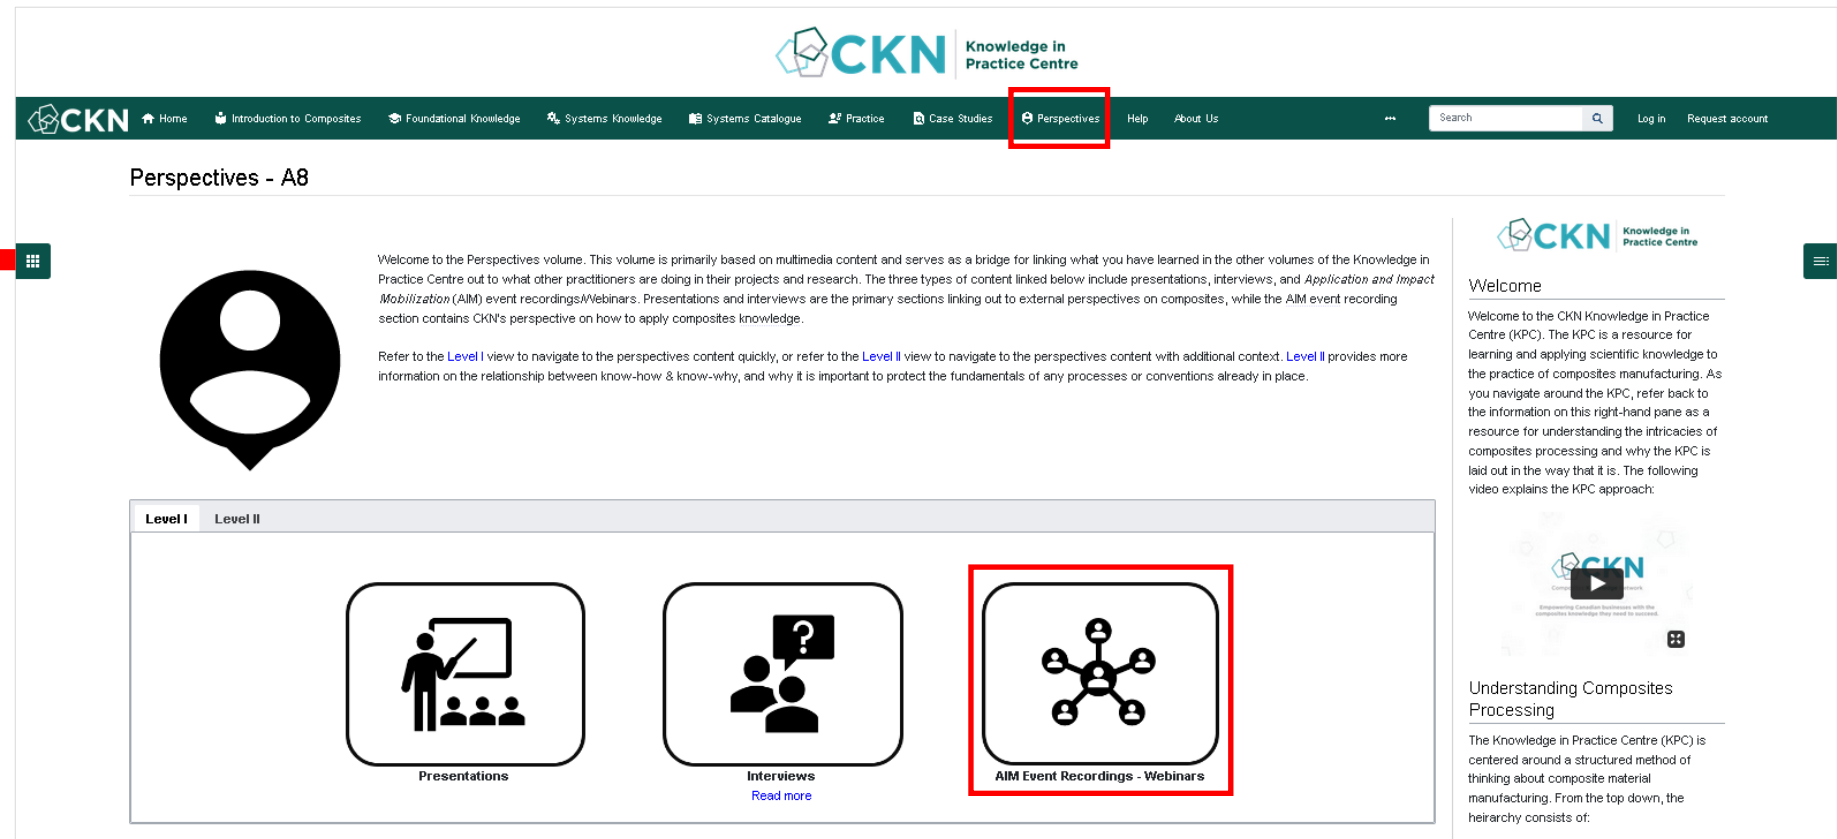 CKN Knowledge in
Practice Centre
CKN Home Introduction to Composites Foundational Knowledge Systems Knowledge Systems Catalogue Practice Case Studies Perspectives Help About Us ••• Search Log in Request account
Perspectives - A8
Welcome to the Perspectives volume. This volume is primarily based on multimedia content and serves as a bridge for linking what you have learned in the other volumes of the Knowledge in
Practice Centre out to what other practitioners are doing in their projects and research. The three types of content linked below include presentations, interviews, and Application and Impact
Mobilization (AIM) event recordings/Webinars. Presentations and interviews are the primary sections linking out to external perspectives on composites, while the AIM event recording
section contains CKN's perspective on how to apply composites knowledge.
Refer to the Level I view to navigate to the perspectives content quickly, or refer to the Level II view to navigate to the perspectives content with additional context. Level II provides more
information on the relationship between know-how & know-why, and why it is important to protect the fundamentals of any processes or conventions already in place.
Level I Level II
?
Presentations
Interviews
Read more
AIM Event Recordings - Webinars
CKN Knowledge in
Practice Centre
Welcome
Welcome to the CKN Knowledge in Practice
Centre (KPC). The KPC is a resource for
learning and applying scientific knowledge to
the practice of composites manufacturing. As
you navigate around the KPC, refer back to
the information on this right-hand pane as a
resource for understanding the intricacies of
composites processing and why the KPC is
laid out in the way that it is. The following
video explains the KPC approach:
CKN
Empowering Canadian businesses with the
composites knowledge they need to succeed.
Understanding Composites
Processing
The Knowledge in Practice Centre (KPC) is
centered around a structured method of
thinking about composite material
manufacturing. From the top down, the
heirarchy consists of: